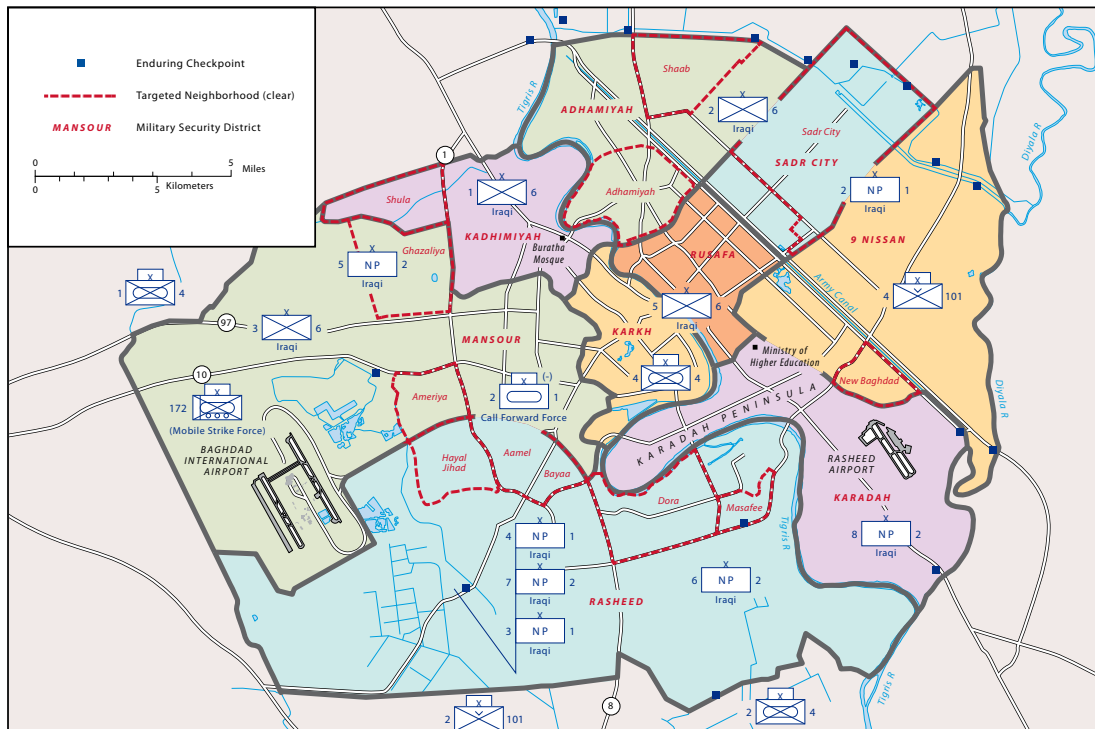 Enduring Checkpoint
Targeted Neighborhood (clear)
MANSOUR Military Security District
0 5 Miles
0 5 Kilometers
Tigris R
Shaab
ADHAMIYAH
X
2 6
Iraqi
Sadr City
SADR CITY
Diyala R
1
X
1 6
Iraqi
Shula
KADHIMIYAH
Adhamiyah
X
2 NP 1
Iraqi
9 NISSAN
Ghazaliya
X
5 NP 2
Iraqi
Buratha
Mosque
RUSAFA
Army Canal
X
1 4
X
4 101
97
X
3 6
Iraqi
MANSOUR
KARKH
X
5 6
Iraqi
Ministry of
Higher Education
10
X
172
(Mobile Strike Force)
Ameriya
X (-)
2 1
Call Forward Force
X
4 4
New Baghdad
KARADAH PENINSULA
Diyala R
BAGHDAD
INTERNATIONAL
AIRPORT
Hayal
Jihad
Aamel
Bayaa
RASHEED
AIRPORT
Dora
Masafee
KARADAH
Tigris R
X
4 NP 1
Iraqi
X
8 NP 2
Iraqi
X
7 NP 2
Iraqi
X
6 NP 2
Iraqi
RASHEED
X
3 NP 1
Iraqi
8
X
2 101
X
2 4
Tigris R